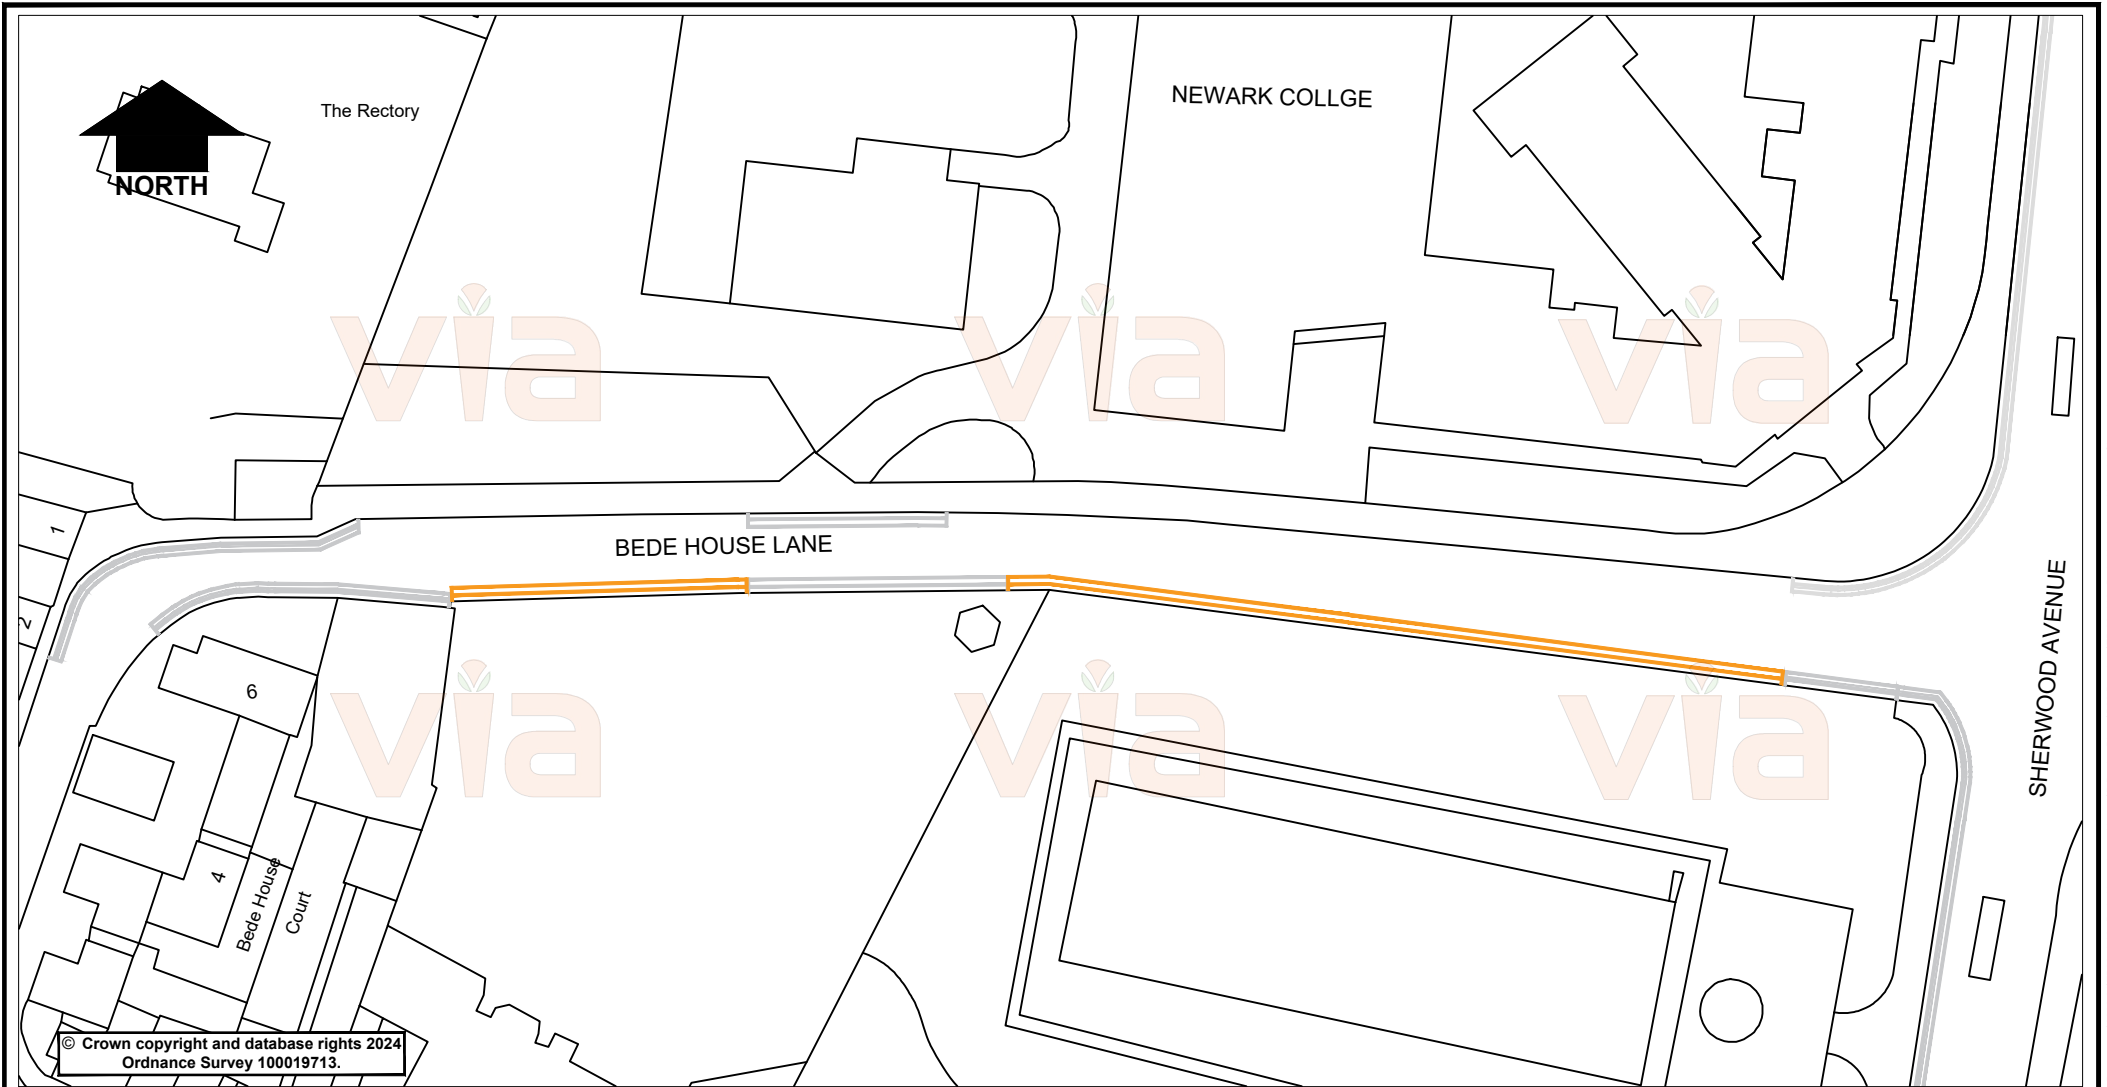 The Rectory
NEWARK COLLGE
NORTH
via
via
via
1
BEDE HOUSE LANE
2
SHERWOOD AVENUE
6
via
via
via
4
Bede House
Court
© Crown copyright and database rights 2024
Ordnance Survey 100019713.